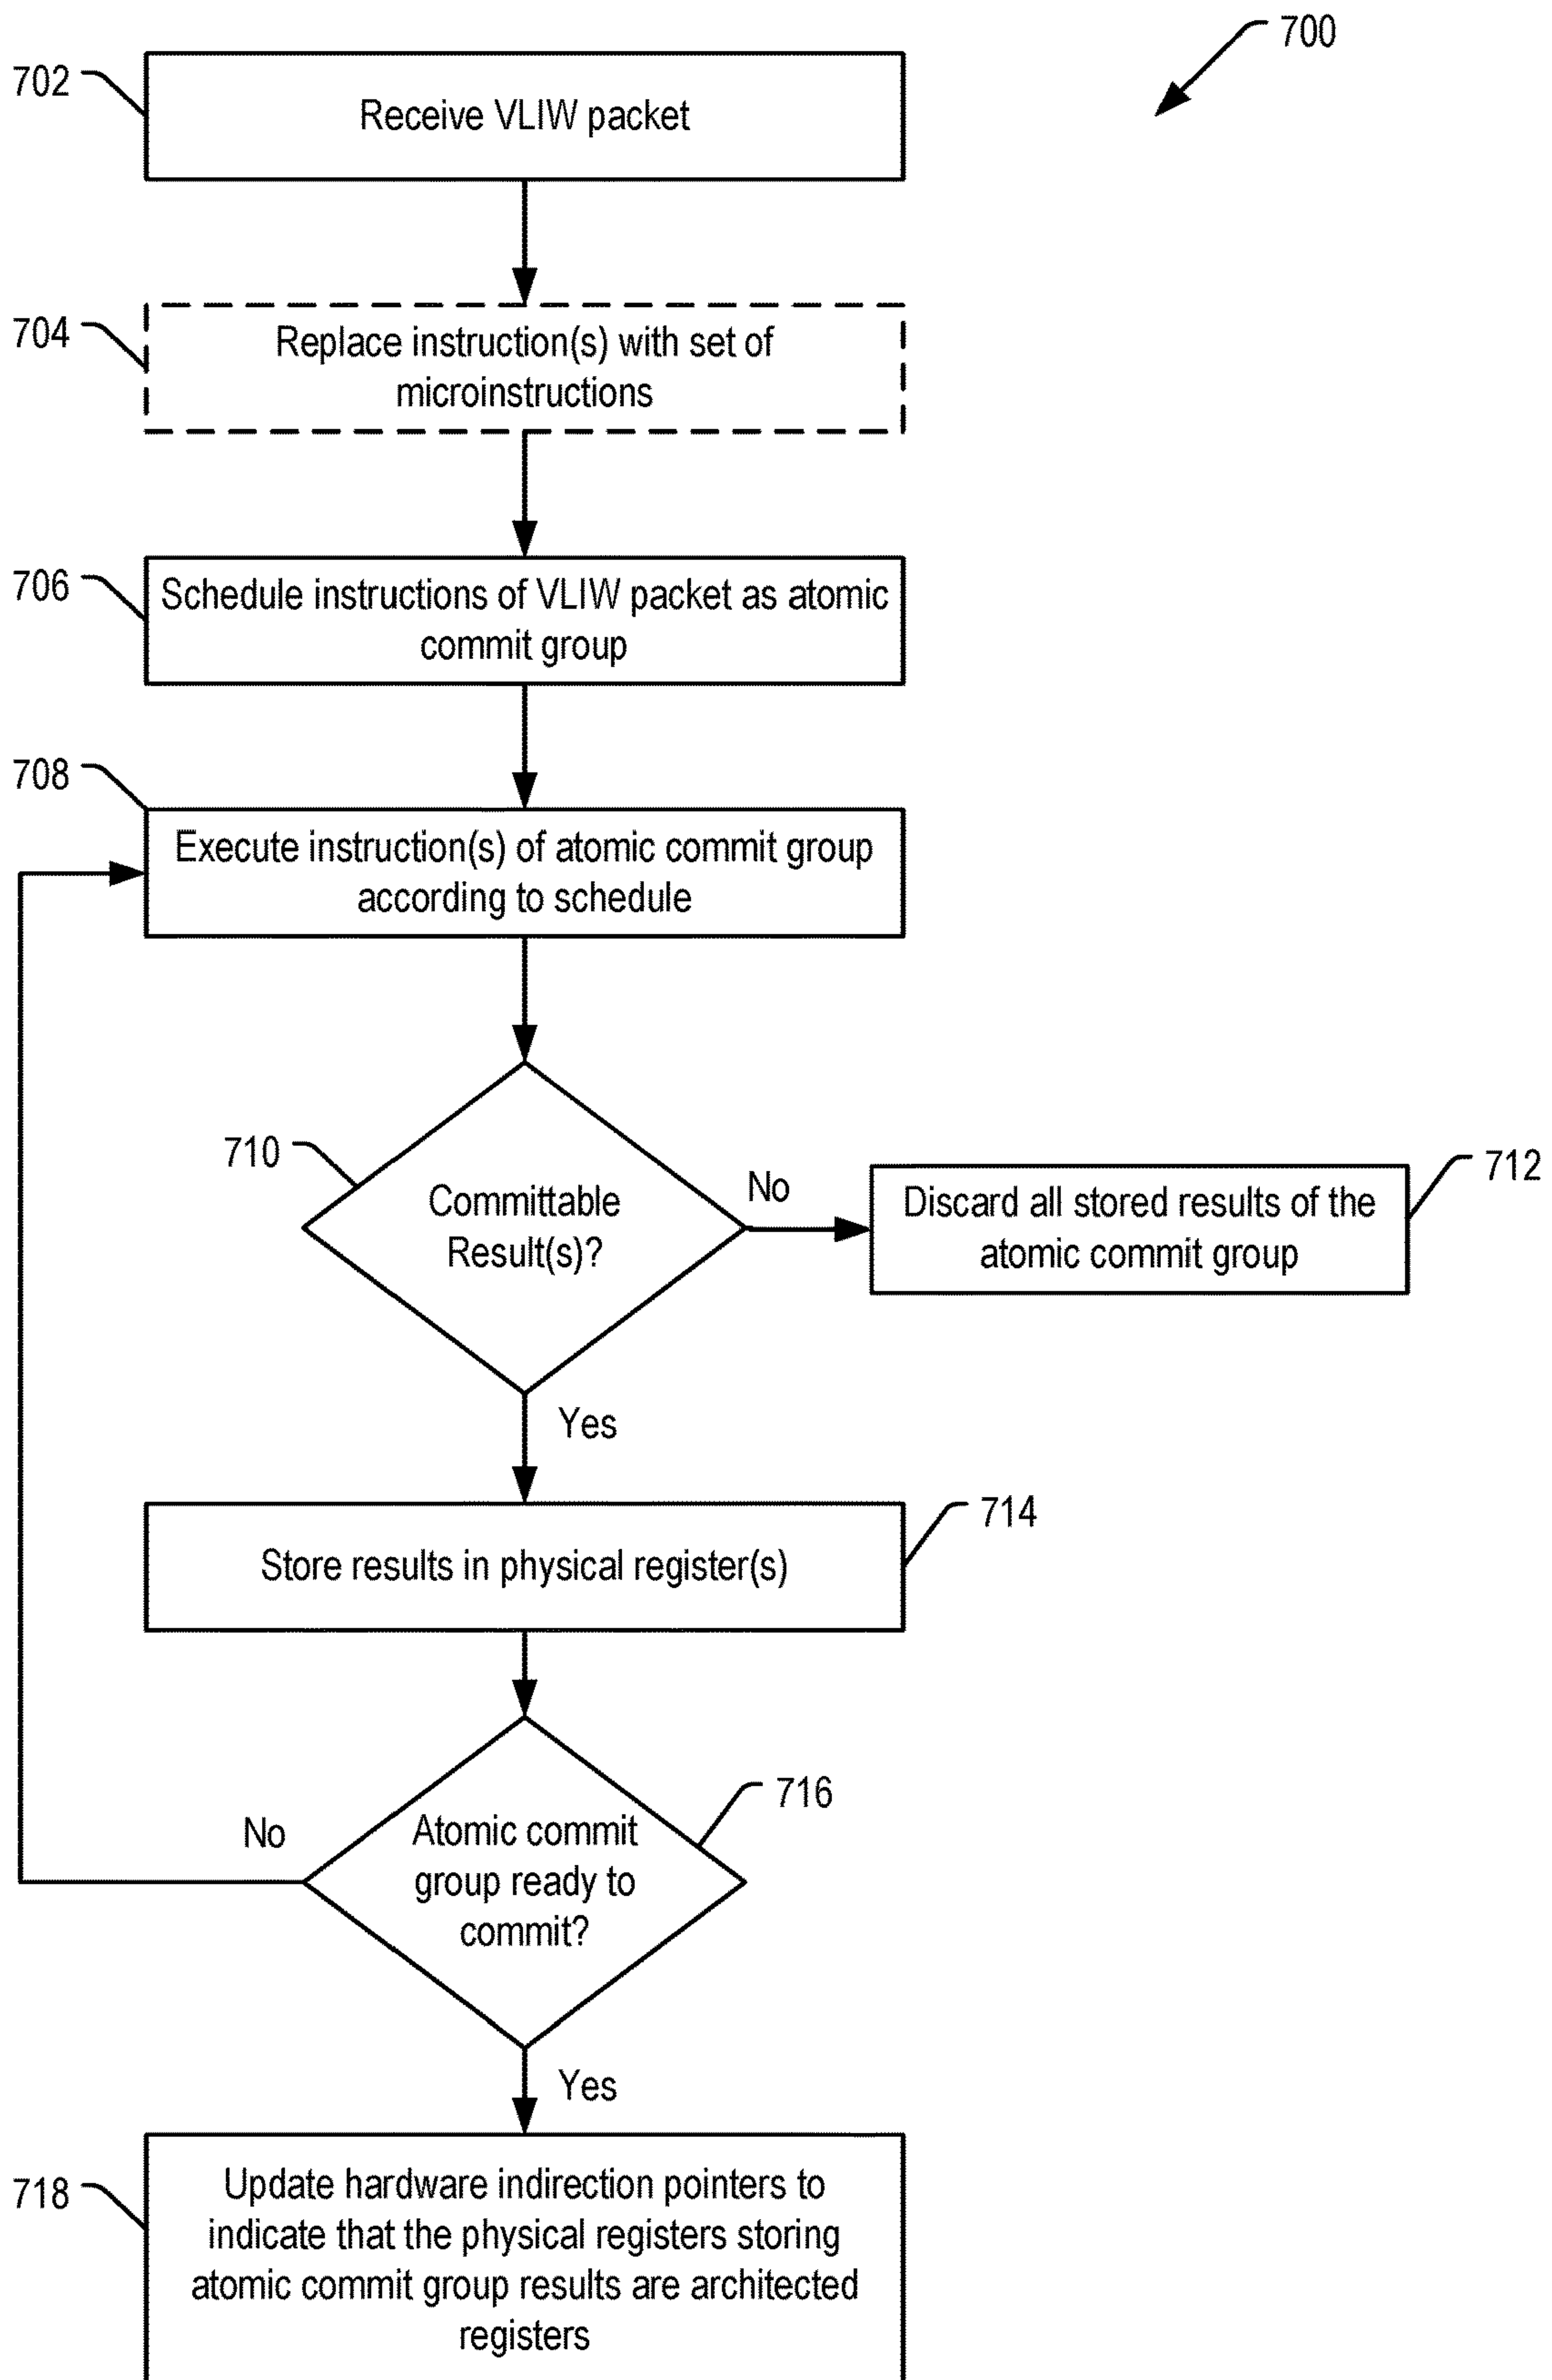 700
702
Receive VLIW packet
704
Replace instruction(s) with set of
microinstructions
706
Schedule instructions of VLIW packet as atomic
commit group
708
Execute instruction(s) of atomic commit group
according to schedule
710
Committable
Result(s)?
No
712
Discard all stored results of the
atomic commit group
Yes
714
Store results in physical register(s)
716
Atomic commit
group ready to
commit?
No
Yes
718
Update hardware indirection pointers to
indicate that the physical registers storing
atomic commit group results are architected
registers